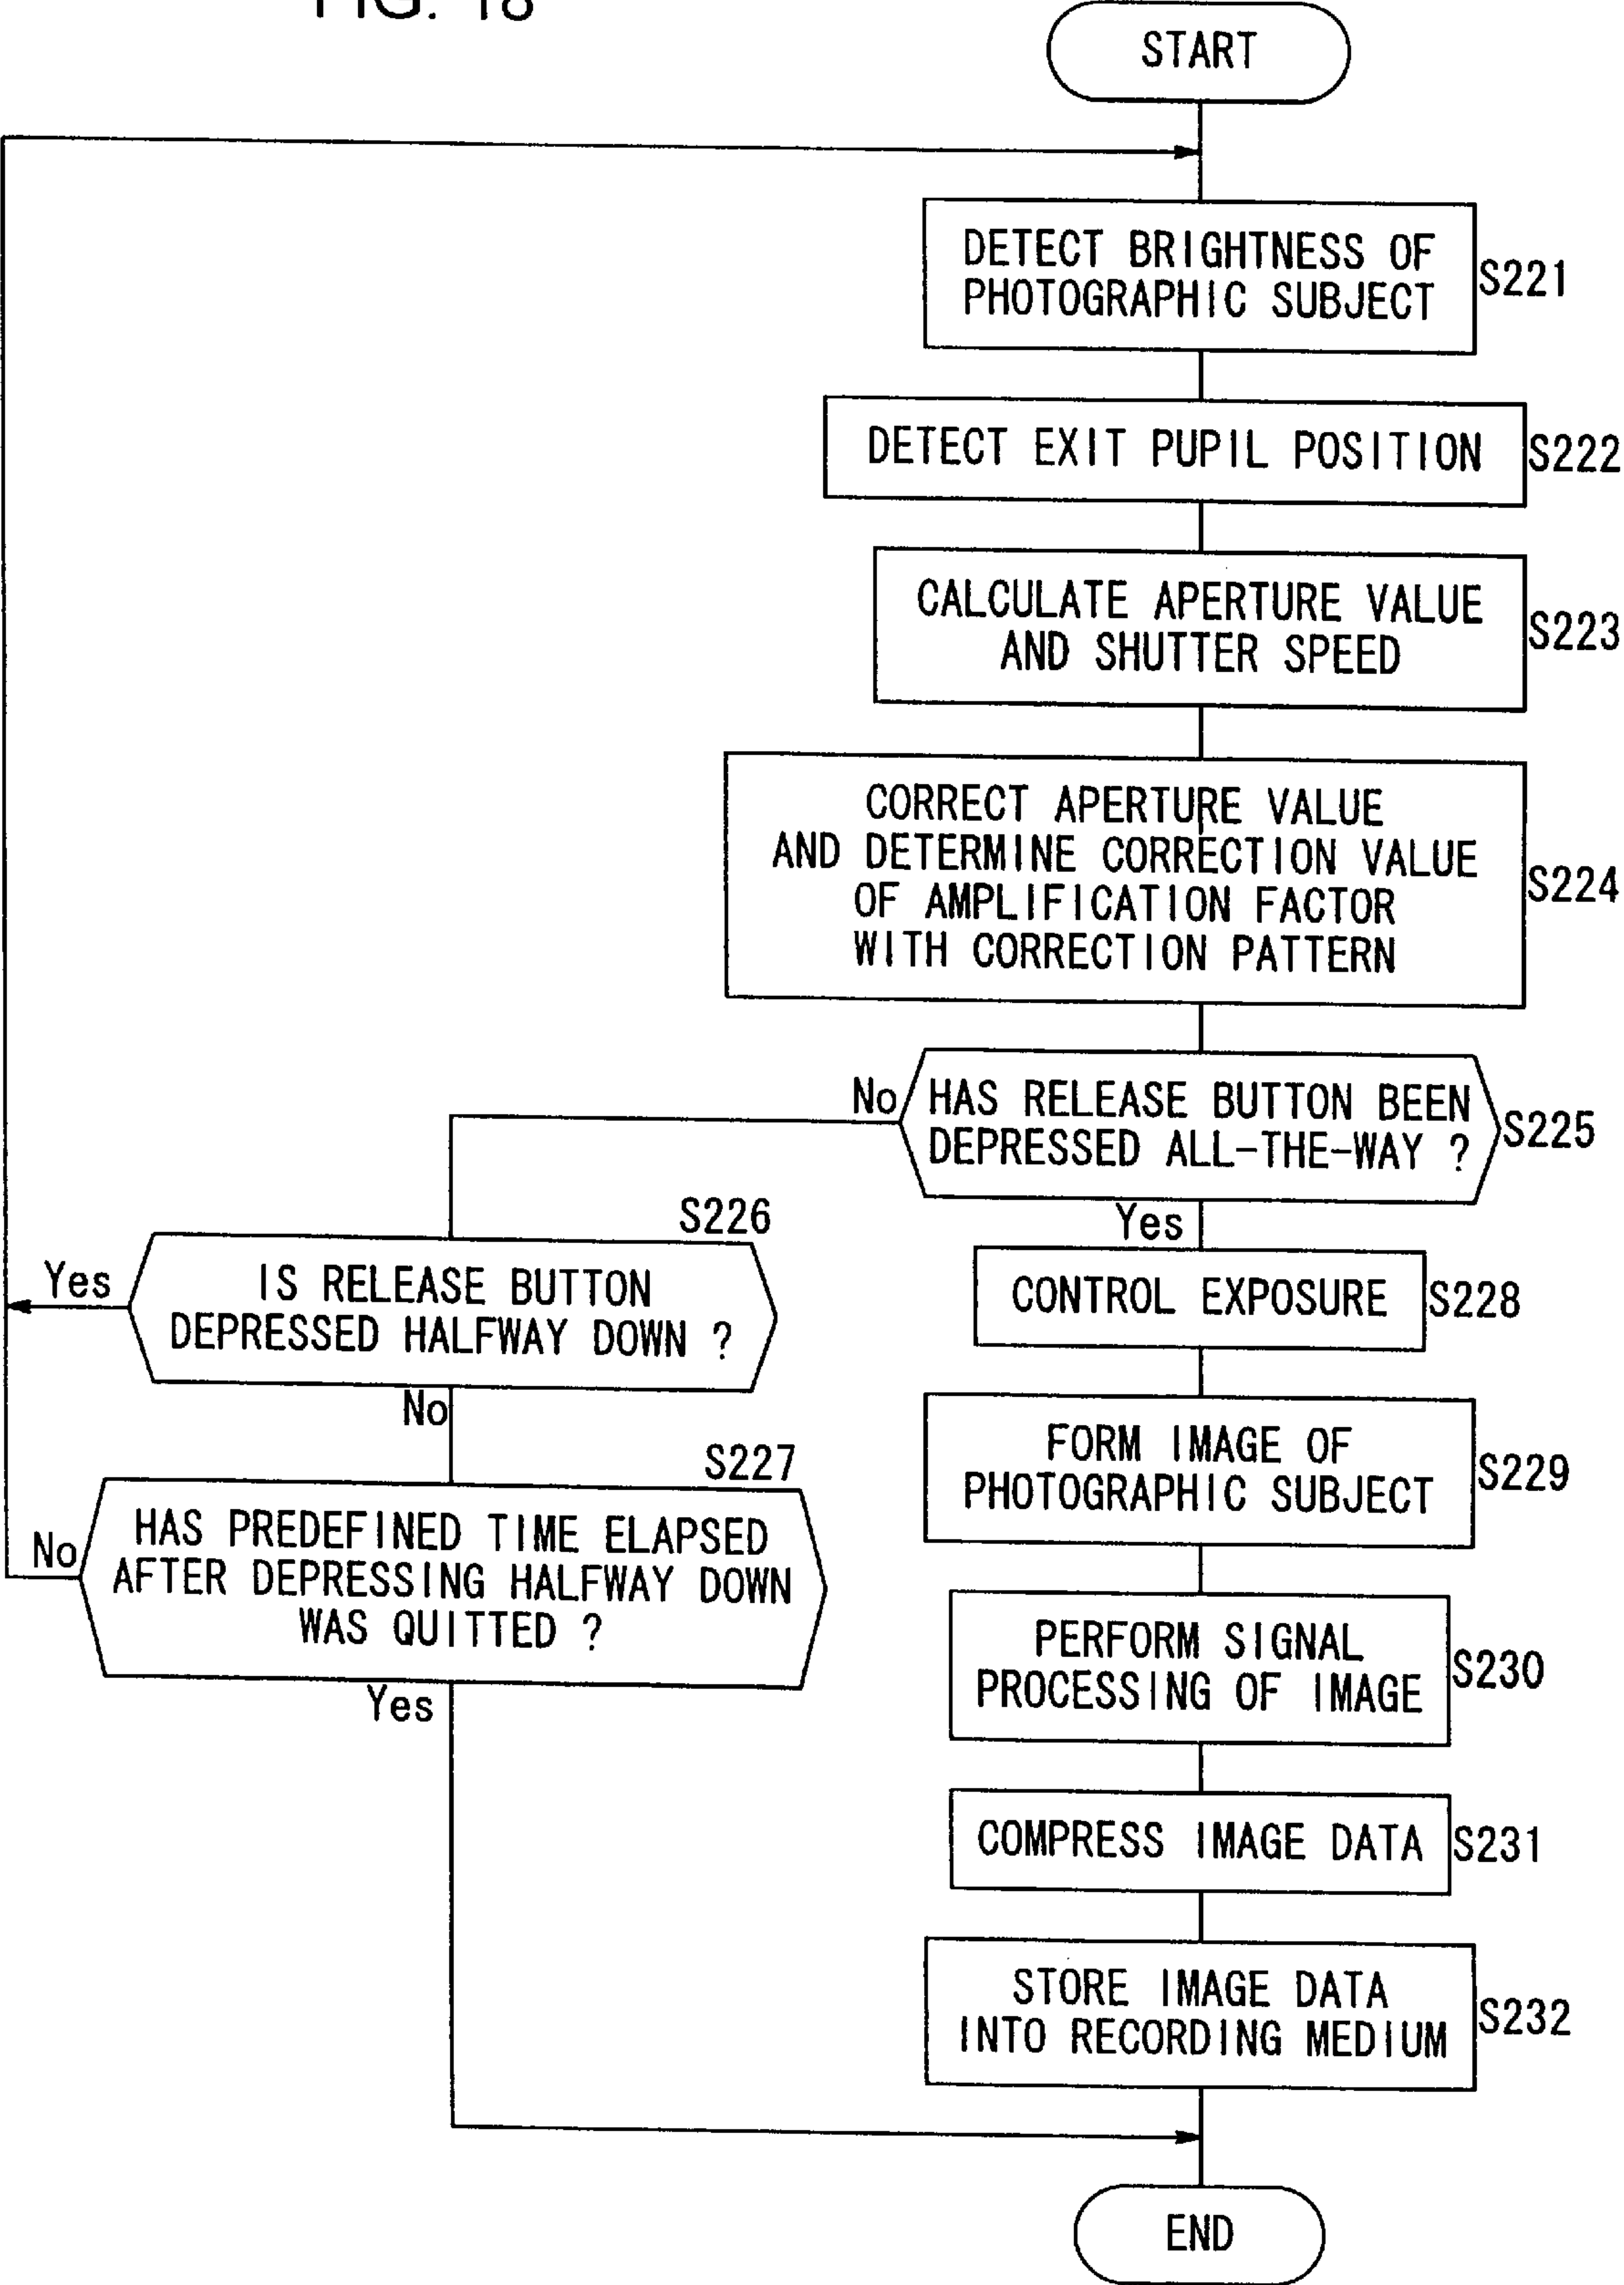 FIG. 18
START
DETECT BRIGHTNESS OF
PHOTOGRAPHIC SUBJECT
S221
DETECT EXIT PUPIL POSITION
S222
CALCULATE APERTURE VALUE
AND SHUTTER SPEED
S223
CORRECT APERTURE VALUE
AND DETERMINE CORRECTION VALUE
OF AMPLIFICATION FACTOR
WITH CORRECTION PATTERN
S224
No
HAS RELEASE BUTTON BEEN
DEPRESSED ALL-THE-WAY ?
S225
Yes
S226
Yes
IS RELEASE BUTTON
DEPRESSED HALFWAY DOWN ?
No
S227
No
HAS PREDEFINED TIME ELAPSED
AFTER DEPRESSING HALFWAY DOWN
WAS QUITTED ?
Yes
CONTROL EXPOSURE
S228
FORM IMAGE OF
PHOTOGRAPHIC SUBJECT
S229
PERFORM SIGNAL
PROCESSING OF IMAGE
S230
COMPRESS IMAGE DATA
S231
STORE IMAGE DATA
INTO RECORDING MEDIUM
S232
END